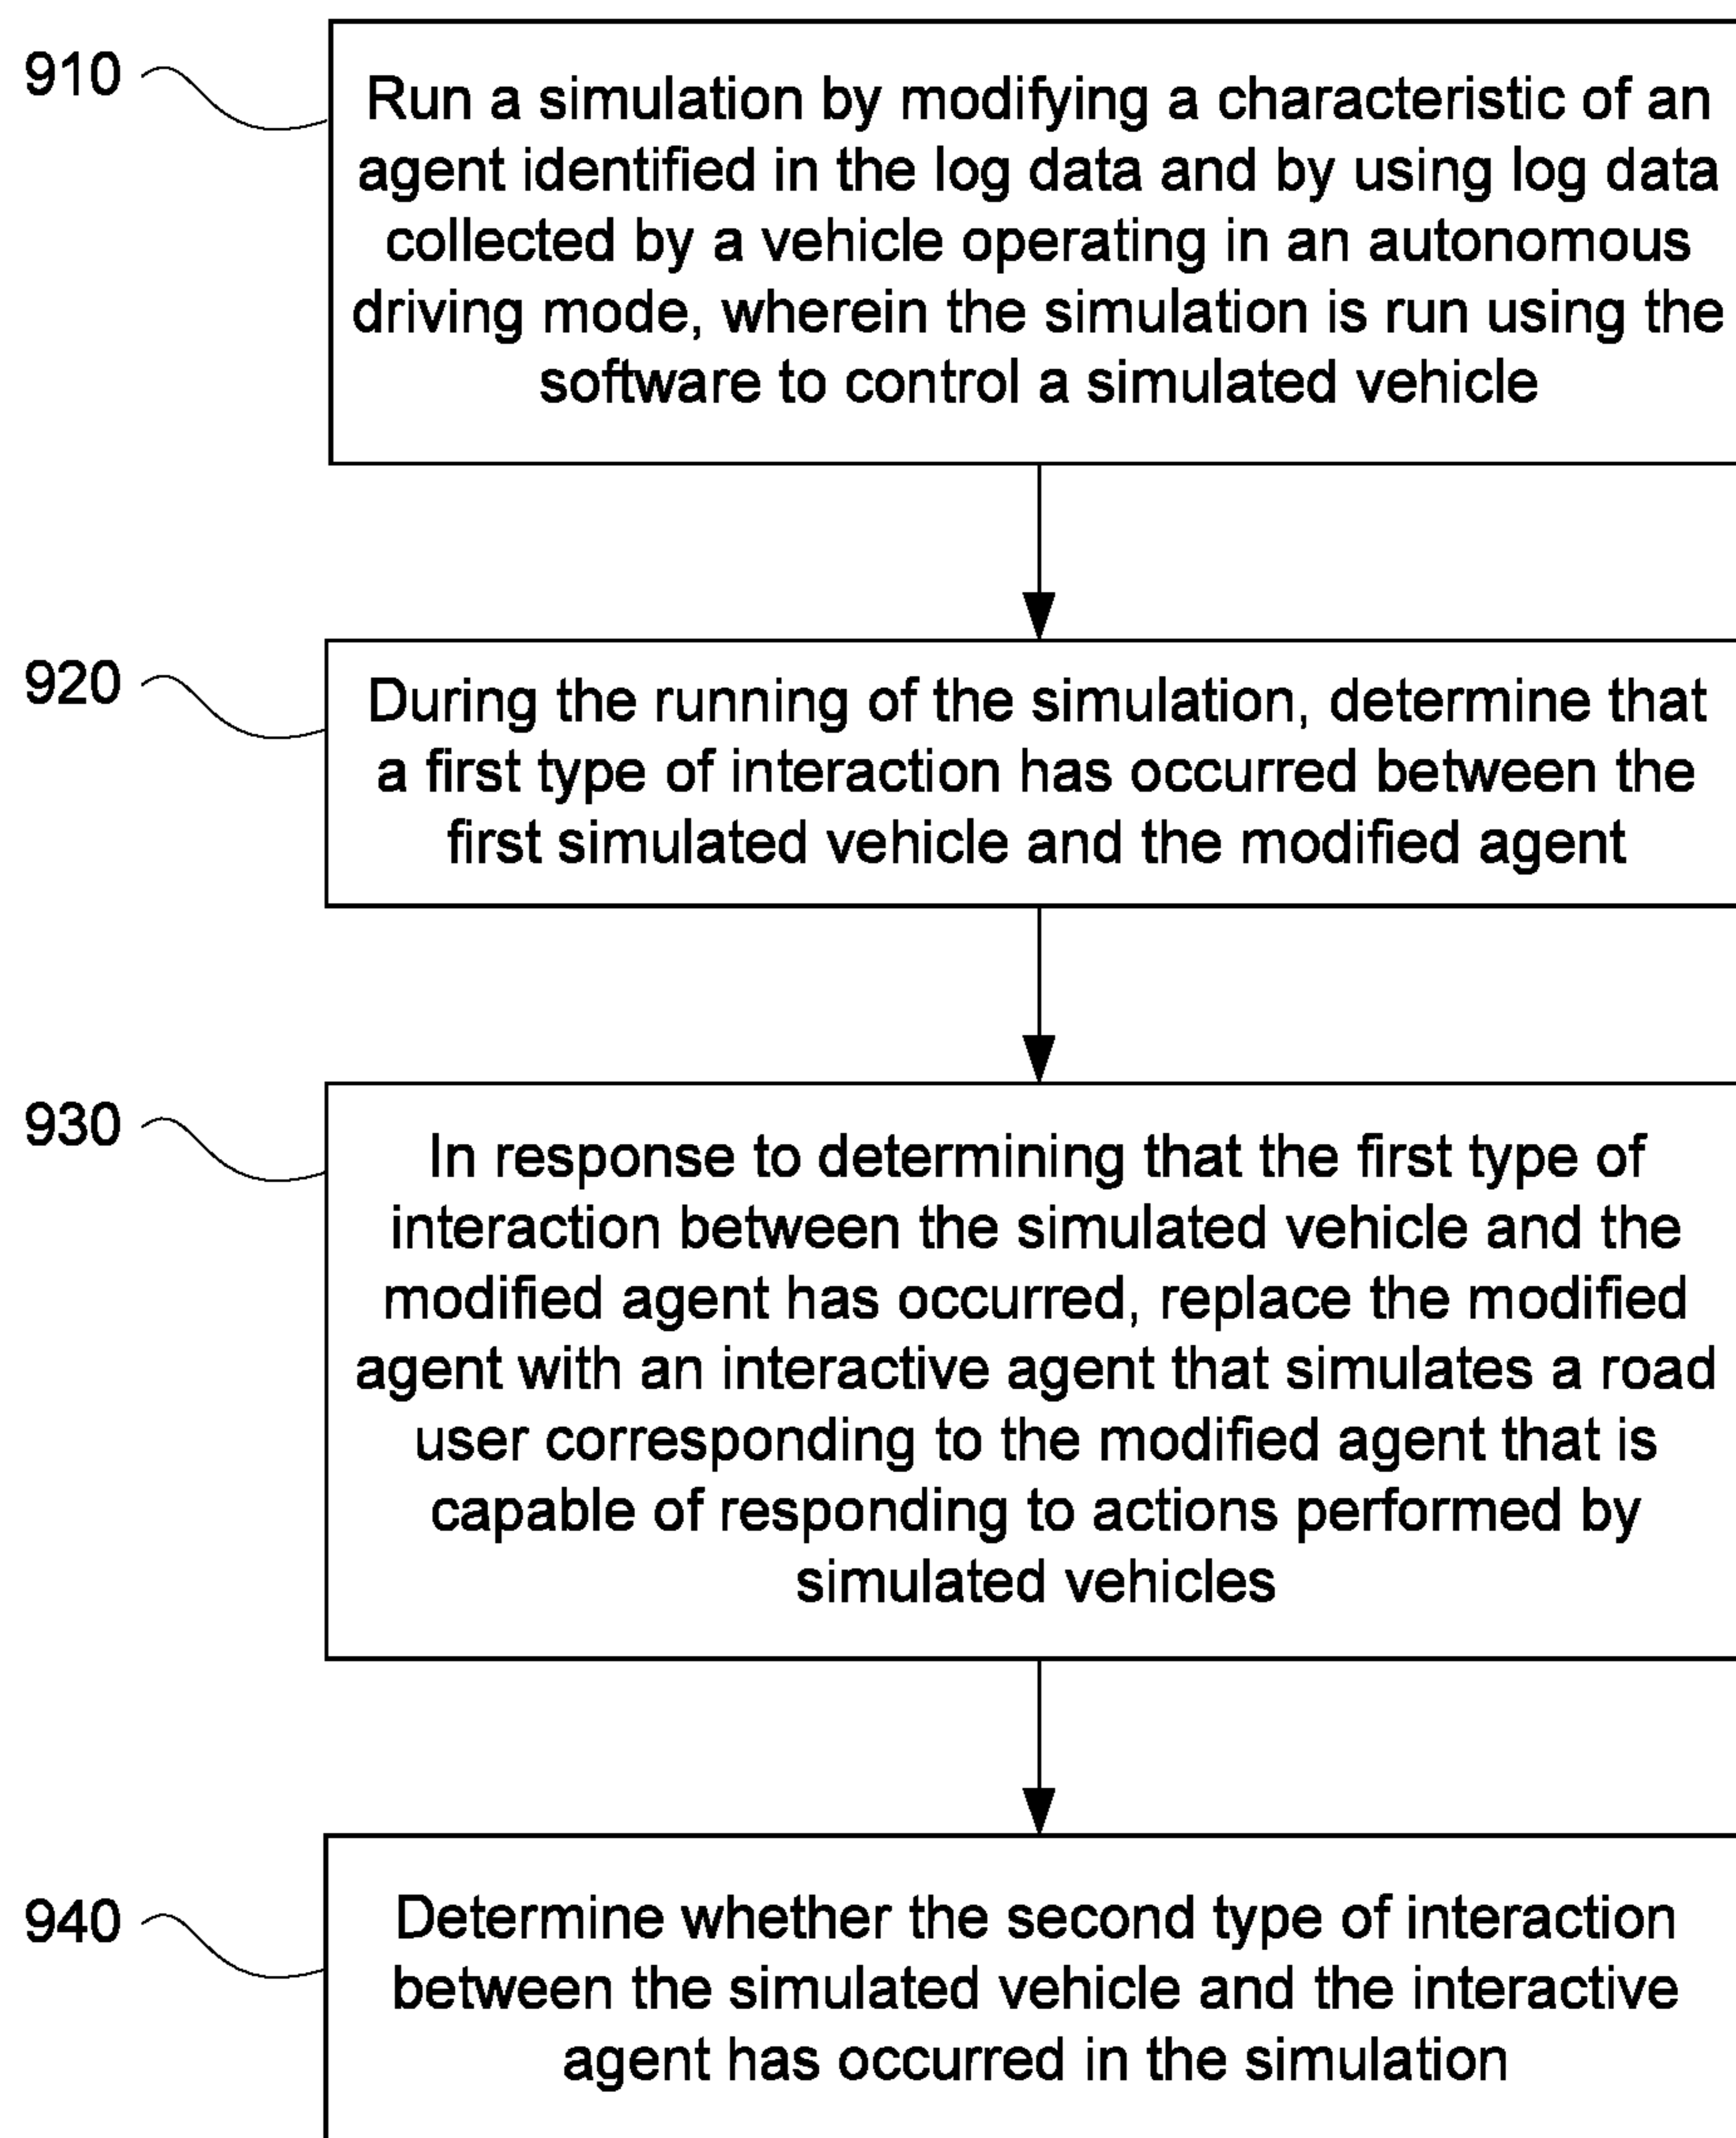 910
Run a simulation by modifying a characteristic of an
agent identified in the log data and by using log data
collected by a vehicle operating in an autonomous
driving mode, wherein the simulation is run using the
software to control a simulated vehicle
920
During the running of the simulation, determine that
a first type of interaction has occurred between the
first simulated vehicle and the modified agent
930
In response to determining that the first type of
interaction between the simulated vehicle and the
modified agent has occurred, replace the modified
agent with an interactive agent that simulates a road
user corresponding to the modified agent that is
capable of responding to actions performed by
simulated vehicles
940
Determine whether the second type of interaction
between the simulated vehicle and the interactive
agent has occurred in the simulation